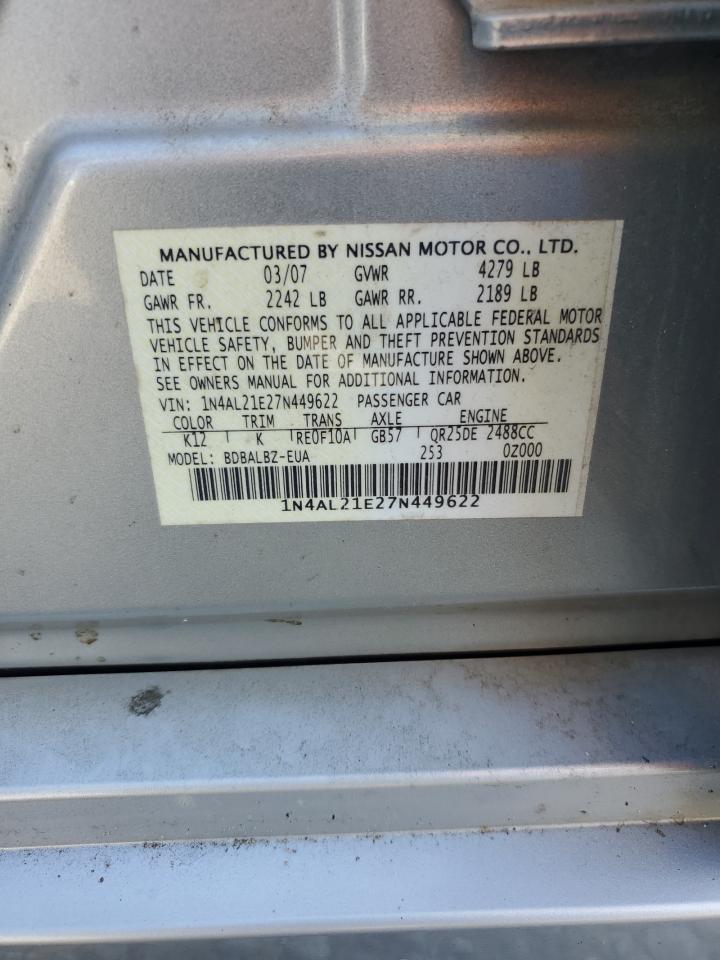 MANUFACTURED BY NISSAN MOTOR CO., LTD.
DATE 03/07 GVWR 4279 LB
GAWR FR. 2242 LB GAWR RR. 2189 LB
THIS VEHICLE CONFORMS TO ALL APPLICABLE FEDERAL MOTOR
VEHICLE SAFETY, BUMPER AND THEFT PREVENTION STANDARDS
IN EFFECT ON THE DATE OF MANUFACTURE SHOWN ABOVE.
SEE OWNERS MANUAL FOR ADDITIONAL INFORMATION.
VIN: 1N4AL21E27N449622 PASSENGER CAR
COLOR TRIM TRANS AXLE ENGINE
K12 K RE0F10A GB57 QR25DE 2488CC
MODEL: BDBALBZ-EUA 253 0Z000
1N4AL21E27N449622